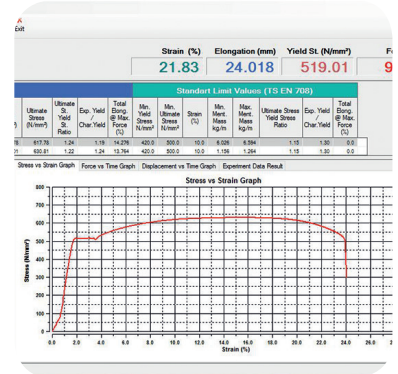 Exit
Strain (%) Elongation (mm) Yield St. (N/mm²) F
21.83 24.018 519.01 9
Standort Limit Values (TS EN 708)
Ultimate Stress (N/mm²) Ultimate St. Yield St. Ratio Exp. Yield / Char.Yield Total Elong. @ Max. Force (%) Min. Yield Stress N/mm² Min. Ultimate Stress N/mm² Strain (%) Min. Ment. Mass kg/m Max. Ment. Mass kg/m Ultimate Stress Yield Stress Ratio Exp. Yield / Char.Yield Total Elong. @ Max. Force (%)
617.76 1.24 1.19 14.276 420.0 500.0 10.0 6.026 6.394 1.15 1.30 0.0
630.81 1.22 1.24 13.764 420.0 500.0 10.0 1.156 1.264 1.15 1.30 0.0
Stress vs Strain Graph Force vs Time Graph Displacement vs Time Graph Experiment Data Result
Stress vs Strain Graph
800
700
600
500
400
300
200
100
0
Stress (N/mm²)
0.0 2.0 4.0 6.0 8.0 10.0 12.0 14.0 16.0 18.0 20.0 22.0 24.0 26.0
Strain (%)